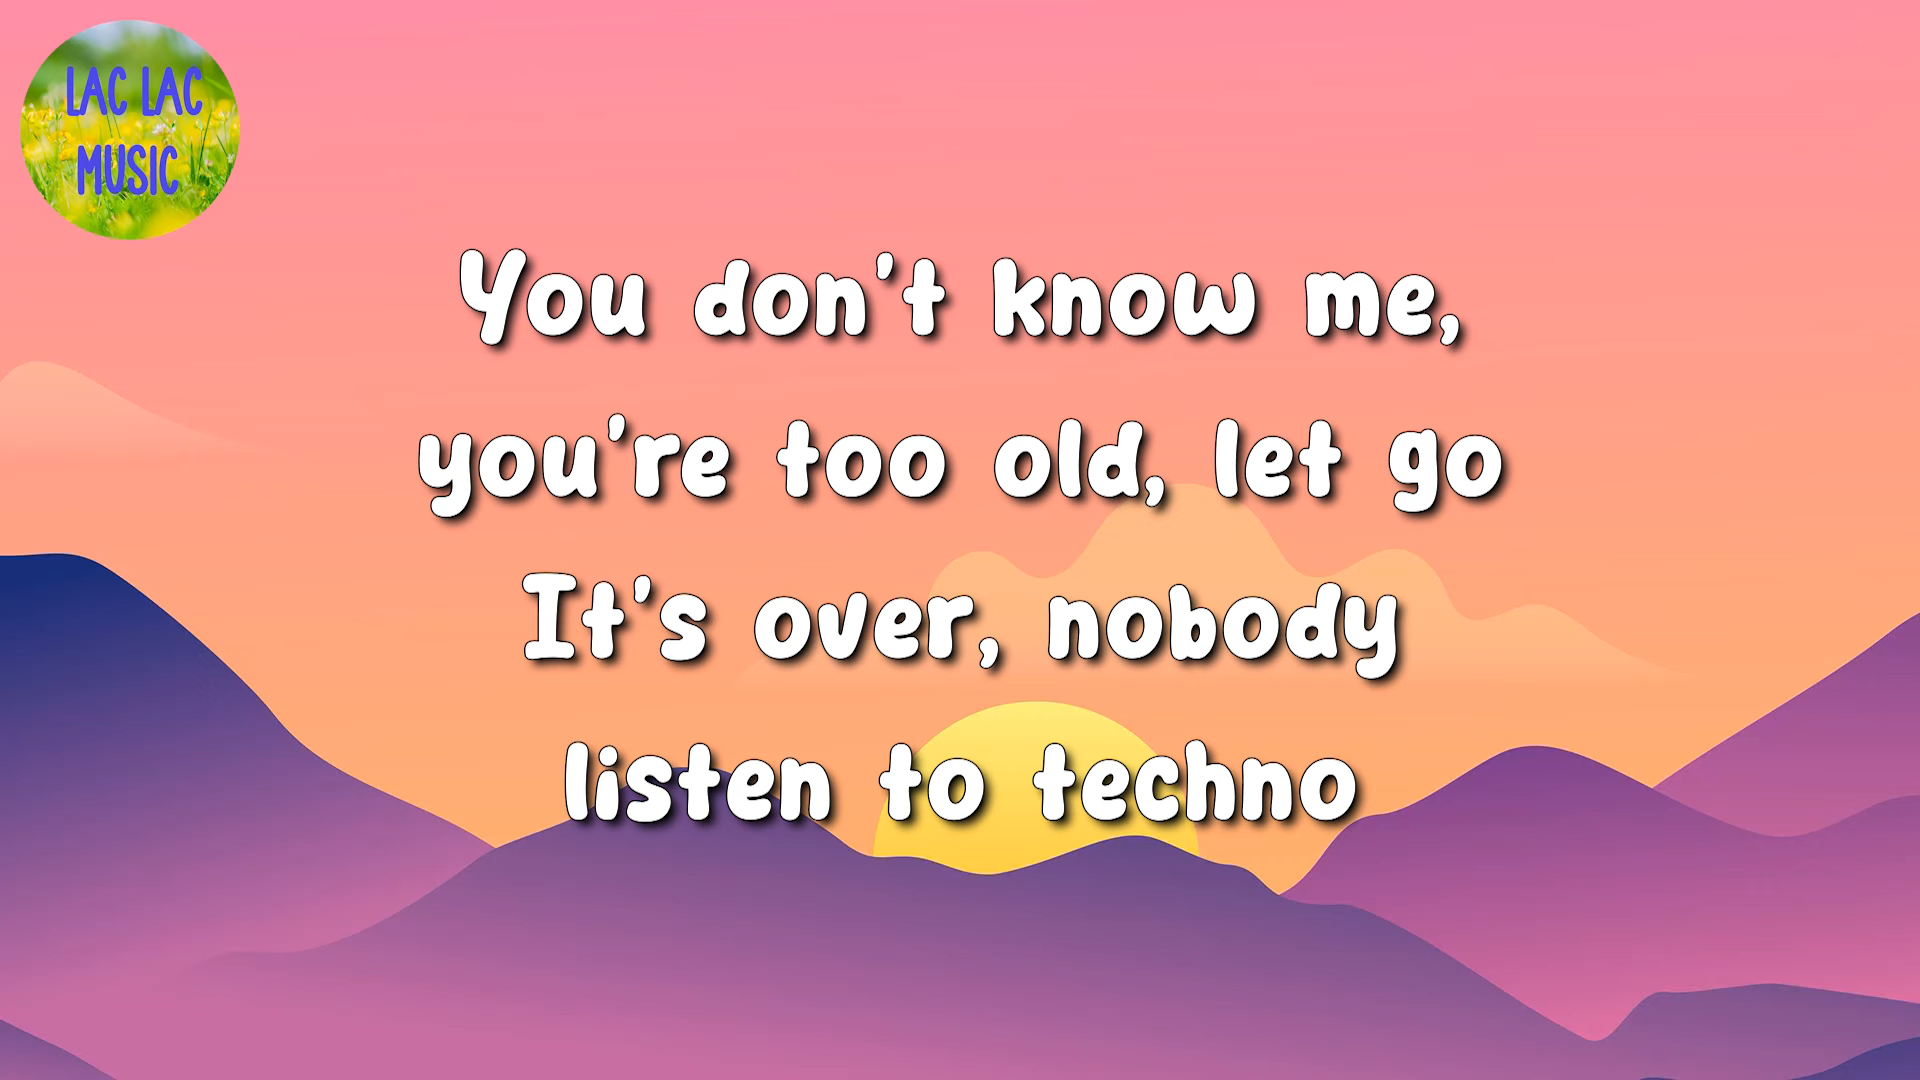 LAC LAC
MUSIC
You don't know me,
you're too old, let go
It's over, nobody
listen to techno